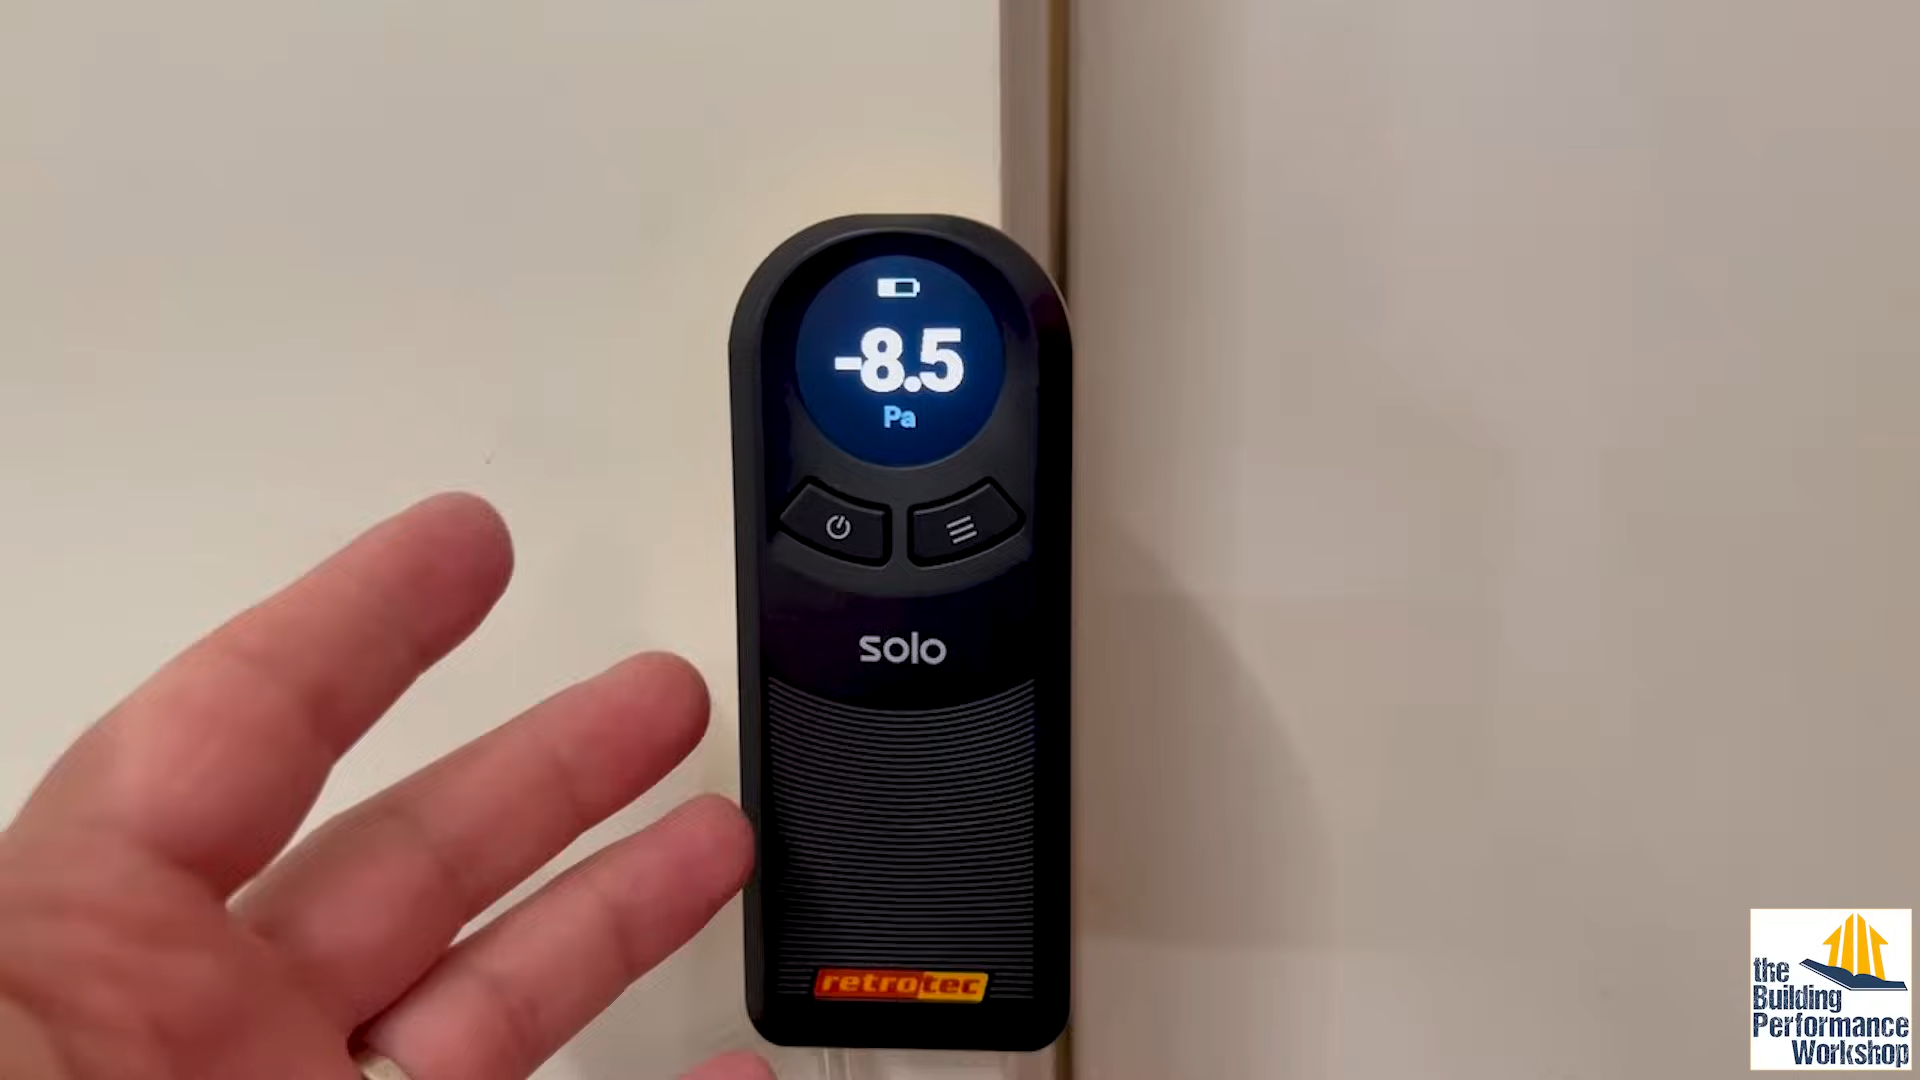 -8.5
Pa
solo
retrotec
the
Building
Performance
Workshop